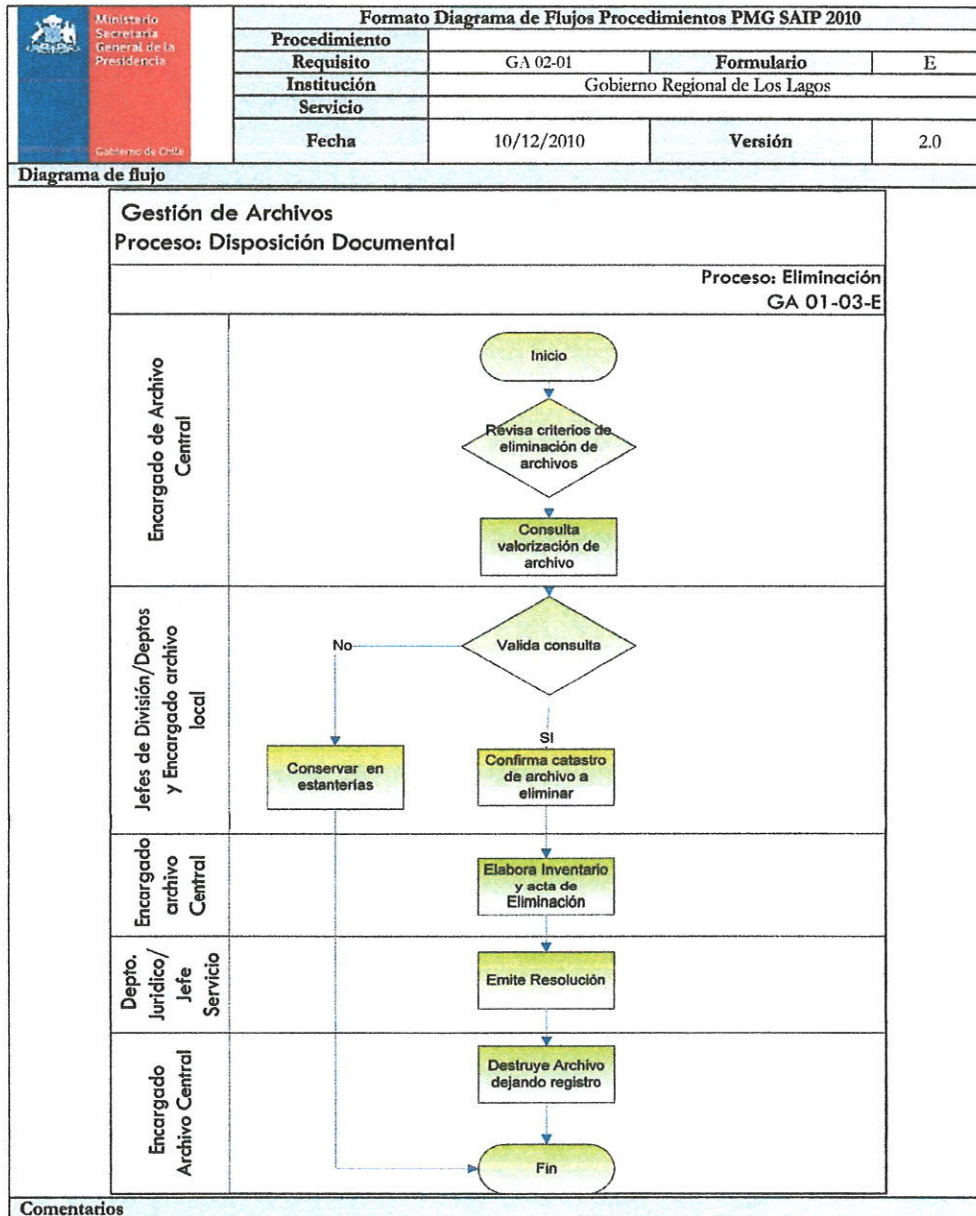 Ministerio
Secretaría
General de la
Presidencia
Gobierno de Chile
Formato Diagrama de Flujos Procedimientos PMG SAIP 2010
Procedimiento
Requisito GA 02-01 Formulario E
Institución Gobierno Regional de Los Lagos
Servicio
Fecha 10/12/2010 Versión 2.0
Diagrama de flujo
Gestión de Archivos
Proceso: Disposición Documental
Proceso: Eliminación
GA 01-03-E
Encargado de Archivo
Central
Inicio
Revisa criterios de
eliminación de
archivos
Consulta
valorización de
archivo
Jefes de División/Deptos
y Encargado archivo
local
Valida consulta
No
SI
Conservar en
estanterías
Confirma catastro
de archivo a
eliminar
Encargado
archivo
Central
Elabora Inventario
y acta de
Eliminación
Depto.
Juridico/
Jefe
Servicio
Emite Resolución
Encargado
Archivo Central
Destruye Archivo
dejando registro
Fin
Comentarios